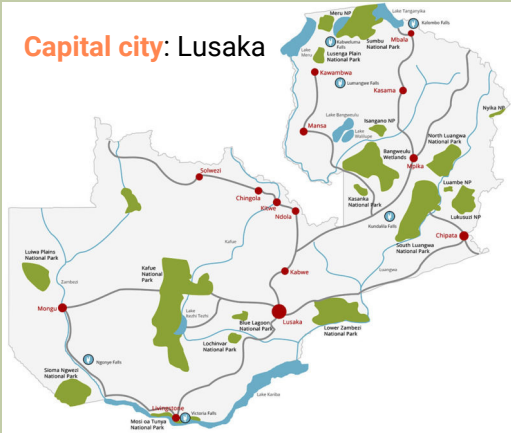 Capital city: Lusaka
Meru NP
Lake Tanganyika
Kalambo Falls
Kabweluma
Falls
Sumbu
National Park
Mbala
Lake
Meru
Lusenga Plain
National Park
Kawambwa
Lumangwe Falls
Kasama
Lake Bangweulu
Isangano NP
Nyika NP
Mansa
Lake
Walilupe
North Luangwa
National Park
Bangweulu
Wetlands
Mpika
Luambe NP
Kasanka
National Park
Lukusuzi NP
Kundalila Falls
South Luangwa
National Park
Chipata
Luangwa
Solwezi
Chingola
Kitwe
Ndola
Kafue
Luiwa Plains
National Park
Kafue
National Park
Kabwe
Zambezi
Mongu
Lake
Itezhi Tezhi
Blue Lagoon
National Park
Lusaka
Lower Zambezi
National Park
Lochinvar
National Park
Ngonye Falls
Sioma Ngwezi
National Park
Lake Kariba
Livingstone
Victoria Falls
Mosi oa Tunya
National Park